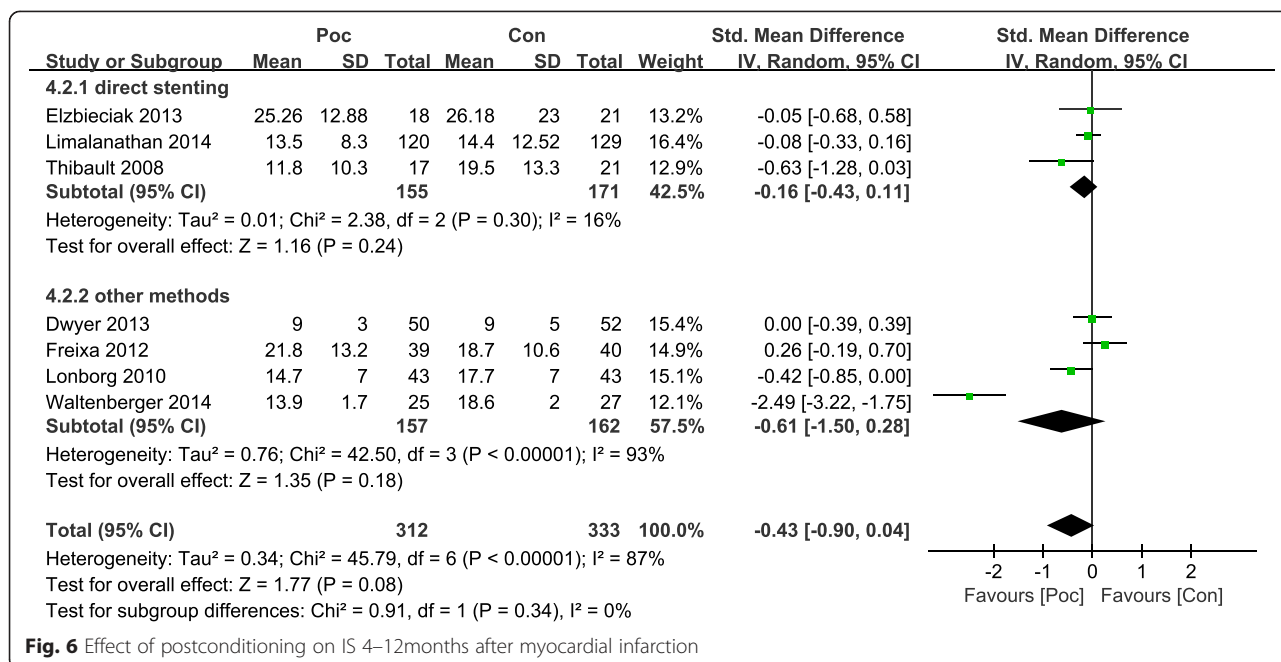 Poc Con Std. Mean Difference Std. Mean Difference
Study or Subgroup Mean SD Total Mean SD Total Weight IV, Random, 95% CI IV, Random, 95% CI
4.2.1 direct stenting
Elzbieciak 2013 25.26 12.88 18 26.18 23 21 13.2% -0.05 [-0.68, 0.58]
Limalanathan 2014 13.5 8.3 120 14.4 12.52 129 16.4% -0.08 [-0.33, 0.16]
Thibault 2008 11.8 10.3 17 19.5 13.3 21 12.9% -0.63 [-1.28, 0.03]
Subtotal (95% CI) 155 171 42.5% -0.16 [-0.43, 0.11]
Heterogeneity: Tau² = 0.01; Chi² = 2.38, df = 2 (P = 0.30); I² = 16%
Test for overall effect: Z = 1.16 (P = 0.24)
4.2.2 other methods
Dwyer 2013 9 3 50 9 5 52 15.4% 0.00 [-0.39, 0.39]
Freixa 2012 21.8 13.2 39 18.7 10.6 40 14.9% 0.26 [-0.19, 0.70]
Lonborg 2010 14.7 7 43 17.7 7 43 15.1% -0.42 [-0.85, 0.00]
Waltenberger 2014 13.9 1.7 25 18.6 2 27 12.1% -2.49 [-3.22, -1.75]
Subtotal (95% CI) 157 162 57.5% -0.61 [-1.50, 0.28]
Heterogeneity: Tau² = 0.76; Chi² = 42.50, df = 3 (P < 0.00001); I² = 93%
Test for overall effect: Z = 1.35 (P = 0.18)
Total (95% CI) 312 333 100.0% -0.43 [-0.90, 0.04]
Heterogeneity: Tau² = 0.34; Chi² = 45.79, df = 6 (P < 0.00001); I² = 87%
Test for overall effect: Z = 1.77 (P = 0.08)
Test for subgroup differences: Chi² = 0.91, df = 1 (P = 0.34), I² = 0%
-2 -1 0 1 2
Favours [Poc] Favours [Con]
Fig. 6 Effect of postconditioning on IS 4–12months after myocardial infarction